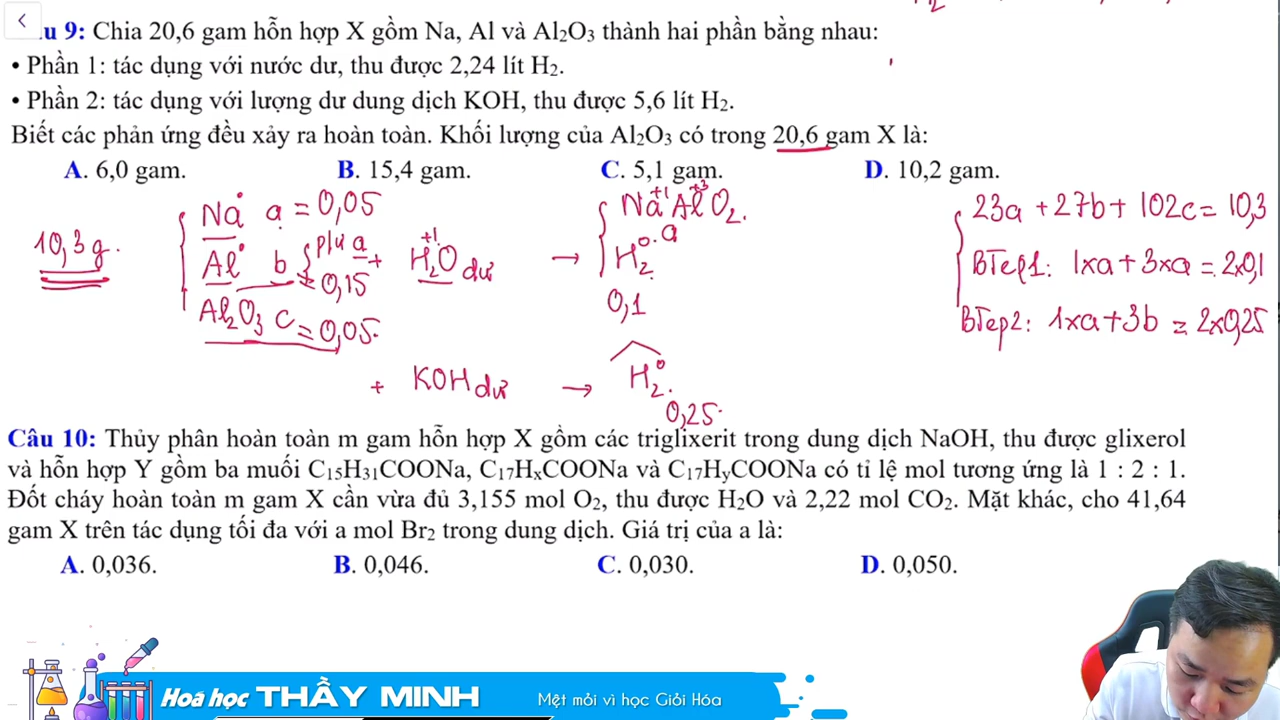 u 9: Chia 20,6 gam hỗn hợp X gồm Na, Al và Al₂O₃ thành hai phần bằng nhau:
• Phần 1: tác dụng với nước dư, thu được 2,24 lít H₂.
• Phần 2: tác dụng với lượng dư dung dịch KOH, thu được 5,6 lít H₂.
Biết các phản ứng đều xảy ra hoàn toàn. Khối lượng của Al₂O₃ có trong 20,6 gam X là:
A. 6,0 gam. B. 15,4 gam. C. 5,1 gam. D. 10,2 gam.
10,3g.
Na a = 0,05
Al b p/ư a = 0,15
Al₂O₃ c = 0,05.
+ H₂O dư → NaAlO₂. a
+1 +1 +3
H₂ 0
0,1
+ KOH dư → H₂ 0.
0,25.
23a + 27b + 102c = 10,3
BTep1: 1xa + 3xa = 2x0,1
BTep2: 1xa + 3b = 2x0,25
Câu 10: Thủy phân hoàn toàn m gam hỗn hợp X gồm các triglixerit trong dung dịch NaOH, thu được glixerol
và hỗn hợp Y gồm ba muối C₁₅H₃₁COONa, C₁₇HₓCOONa và C₁₇HyCOONa có tỉ lệ mol tương ứng là 1 : 2 : 1.
Đốt cháy hoàn toàn m gam X cần vừa đủ 3,155 mol O₂, thu được H₂O và 2,22 mol CO₂. Mặt khác, cho 41,64
gam X trên tác dụng tối đa với a mol Br₂ trong dung dịch. Giá trị của a là:
A. 0,036. B. 0,046. C. 0,030. D. 0,050.
Hoá học THẦY MINH
Mệt mỏi vì học Giỏi Hóa